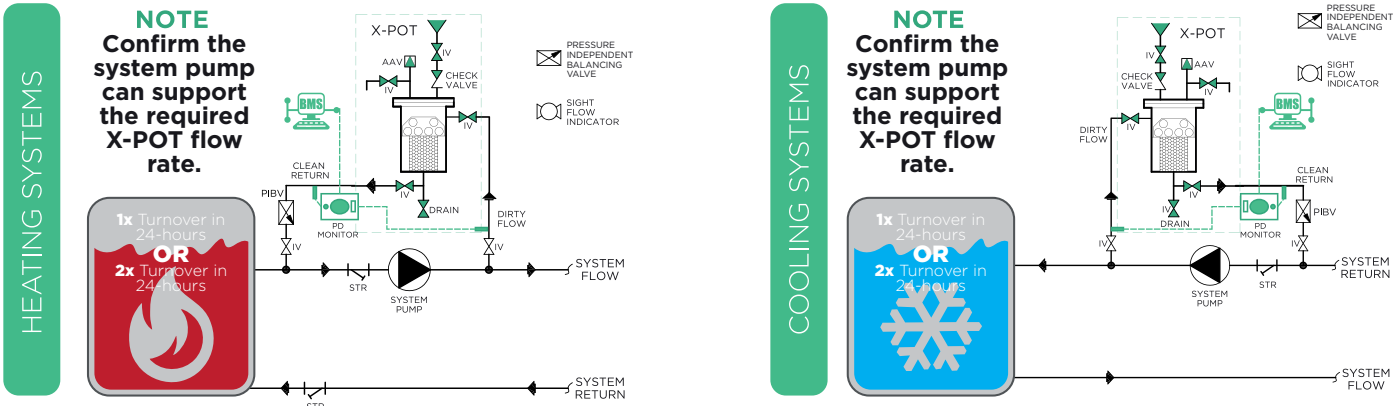 HEATING SYSTEMS
NOTE
Confirm the
system pump
can support
the required
X-POT flow
rate.
X-POT
AAV
IV
IV
CHECK
VALVE
IV
BMS
CLEAN
RETURN
PIBV
IV
DRAIN
PD
MONITOR
DIRTY
FLOW
IV
IV
STR
SYSTEM
PUMP
SYSTEM
FLOW
1x Turnover in
24-hours
OR
2x Turnover in
24-hours
SYSTEM
RETURN
STR
PRESSURE
INDEPENDENT
BALANCING
VALVE
SIGHT
FLOW
INDICATOR
COOLING SYSTEMS
NOTE
Confirm the
system pump
can support
the required
X-POT flow
rate.
X-POT
IV
AAV
CHECK
VALVE
IV
DIRTY
FLOW
IV
BMS
CLEAN
RETURN
IV
DRAIN
PD
MONITOR
PIBV
IV
IV
SYSTEM
PUMP
STR
SYSTEM
RETURN
1x Turnover in
24-hours
OR
2x Turnover in
24-hours
SYSTEM
FLOW
PRESSURE
INDEPENDENT
BALANCING
VALVE
SIGHT
FLOW
INDICATOR